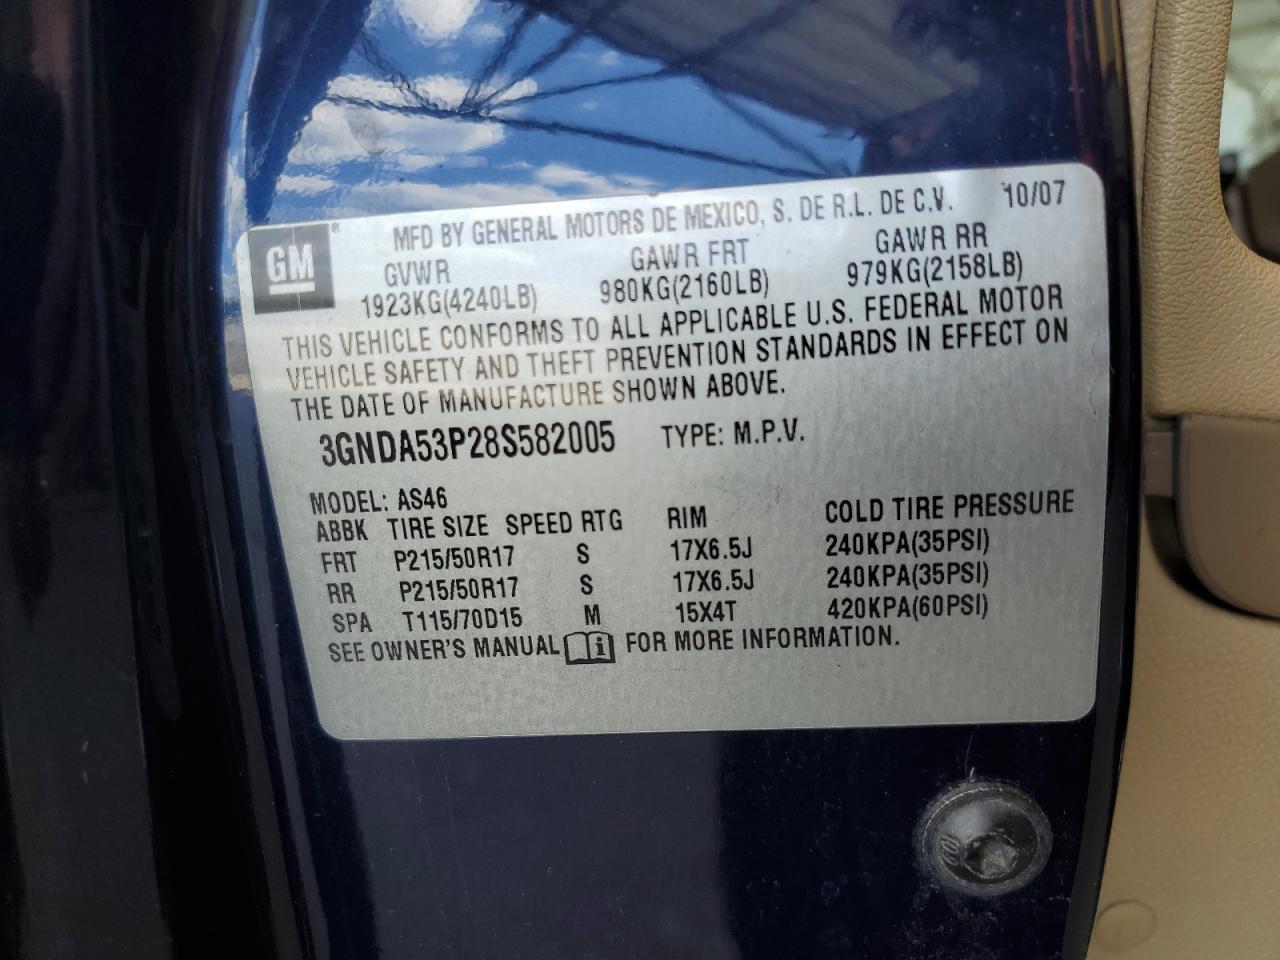 MFD BY GENERAL MOTORS DE MEXICO, S. DE R.L. DE C.V. 10/07
GM®
GVWR GAWR FRT GAWR RR
1923KG(4240LB) 980KG(2160LB) 979KG(2158LB)
THIS VEHICLE CONFORMS TO ALL APPLICABLE U.S. FEDERAL MOTOR
VEHICLE SAFETY AND THEFT PREVENTION STANDARDS IN EFFECT ON
THE DATE OF MANUFACTURE SHOWN ABOVE.
3GNDA53P28S582005 TYPE: M.P.V.
MODEL: AS46
ABBK TIRE SIZE SPEED RTG RIM COLD TIRE PRESSURE
FRT P215/50R17 S 17X6.5J 240KPA(35PSI)
RR P215/50R17 S 17X6.5J 240KPA(35PSI)
SPA T115/70D15 M 15X4T 420KPA(60PSI)
SEE OWNER'S MANUAL i FOR MORE INFORMATION.